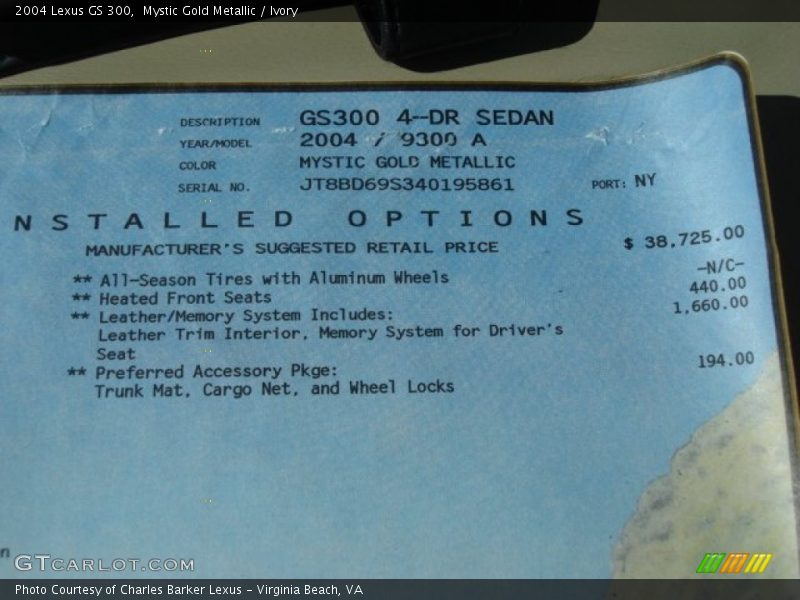 2004 Lexus GS 300, Mystic Gold Metallic / Ivory
DESCRIPTION GS300 4--DR SEDAN
YEAR/MODEL 2004 / 9300 A
COLOR MYSTIC GOLD METALLIC
SERIAL NO. JT8BD69S340195861 PORT: NY
NSTALLED OPTIONS
MANUFACTURER'S SUGGESTED RETAIL PRICE $ 38,725.00
** All-Season Tires with Aluminum Wheels -N/C-
** Heated Front Seats 440.00
** Leather/Memory System Includes: 1,660.00
Leather Trim Interior, Memory System for Driver's
Seat
** Preferred Accessory Pkge: 194.00
Trunk Mat, Cargo Net, and Wheel Locks
n
GTCARLOT.COM
Photo Courtesy of Charles Barker Lexus - Virginia Beach, VA